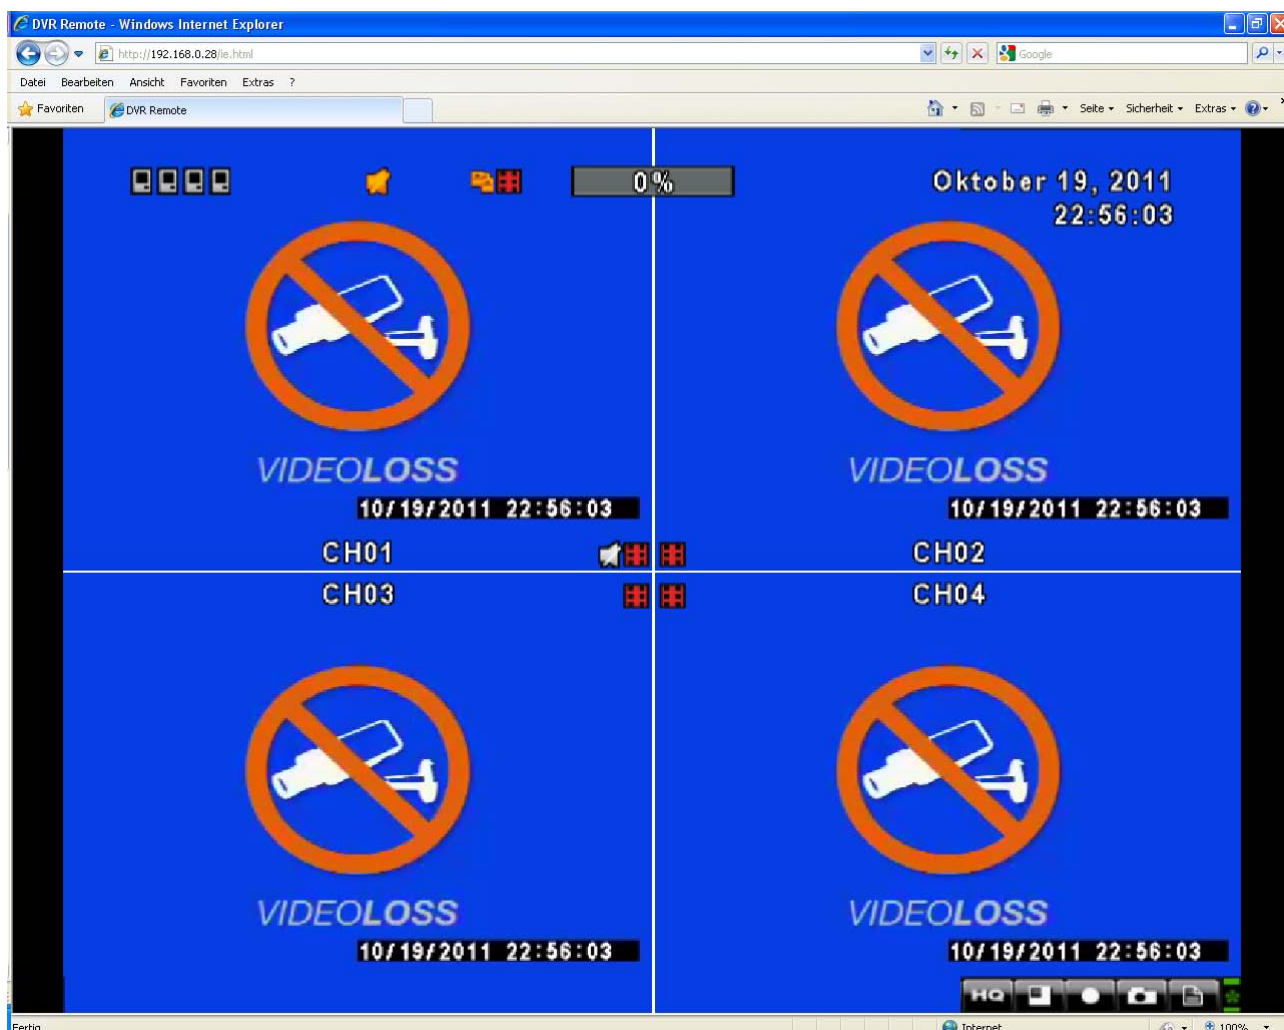 DVR Remote - Windows Internet Explorer
http://192.168.0.28/ie.html
Google
Datei Bearbeiten Ansicht Favoriten Extras ?
Favoriten DVR Remote Seite Sicherheit Extras
0% Oktober 19, 2011
22:56:03
VIDEOLOSS VIDEOLOSS
10/19/2011 22:56:03 10/19/2011 22:56:03
CH01 CH02
CH03 CH04
VIDEOLOSS VIDEOLOSS
10/19/2011 22:56:03 10/19/2011 22:56:03
HQ
Fertig Internet 100%